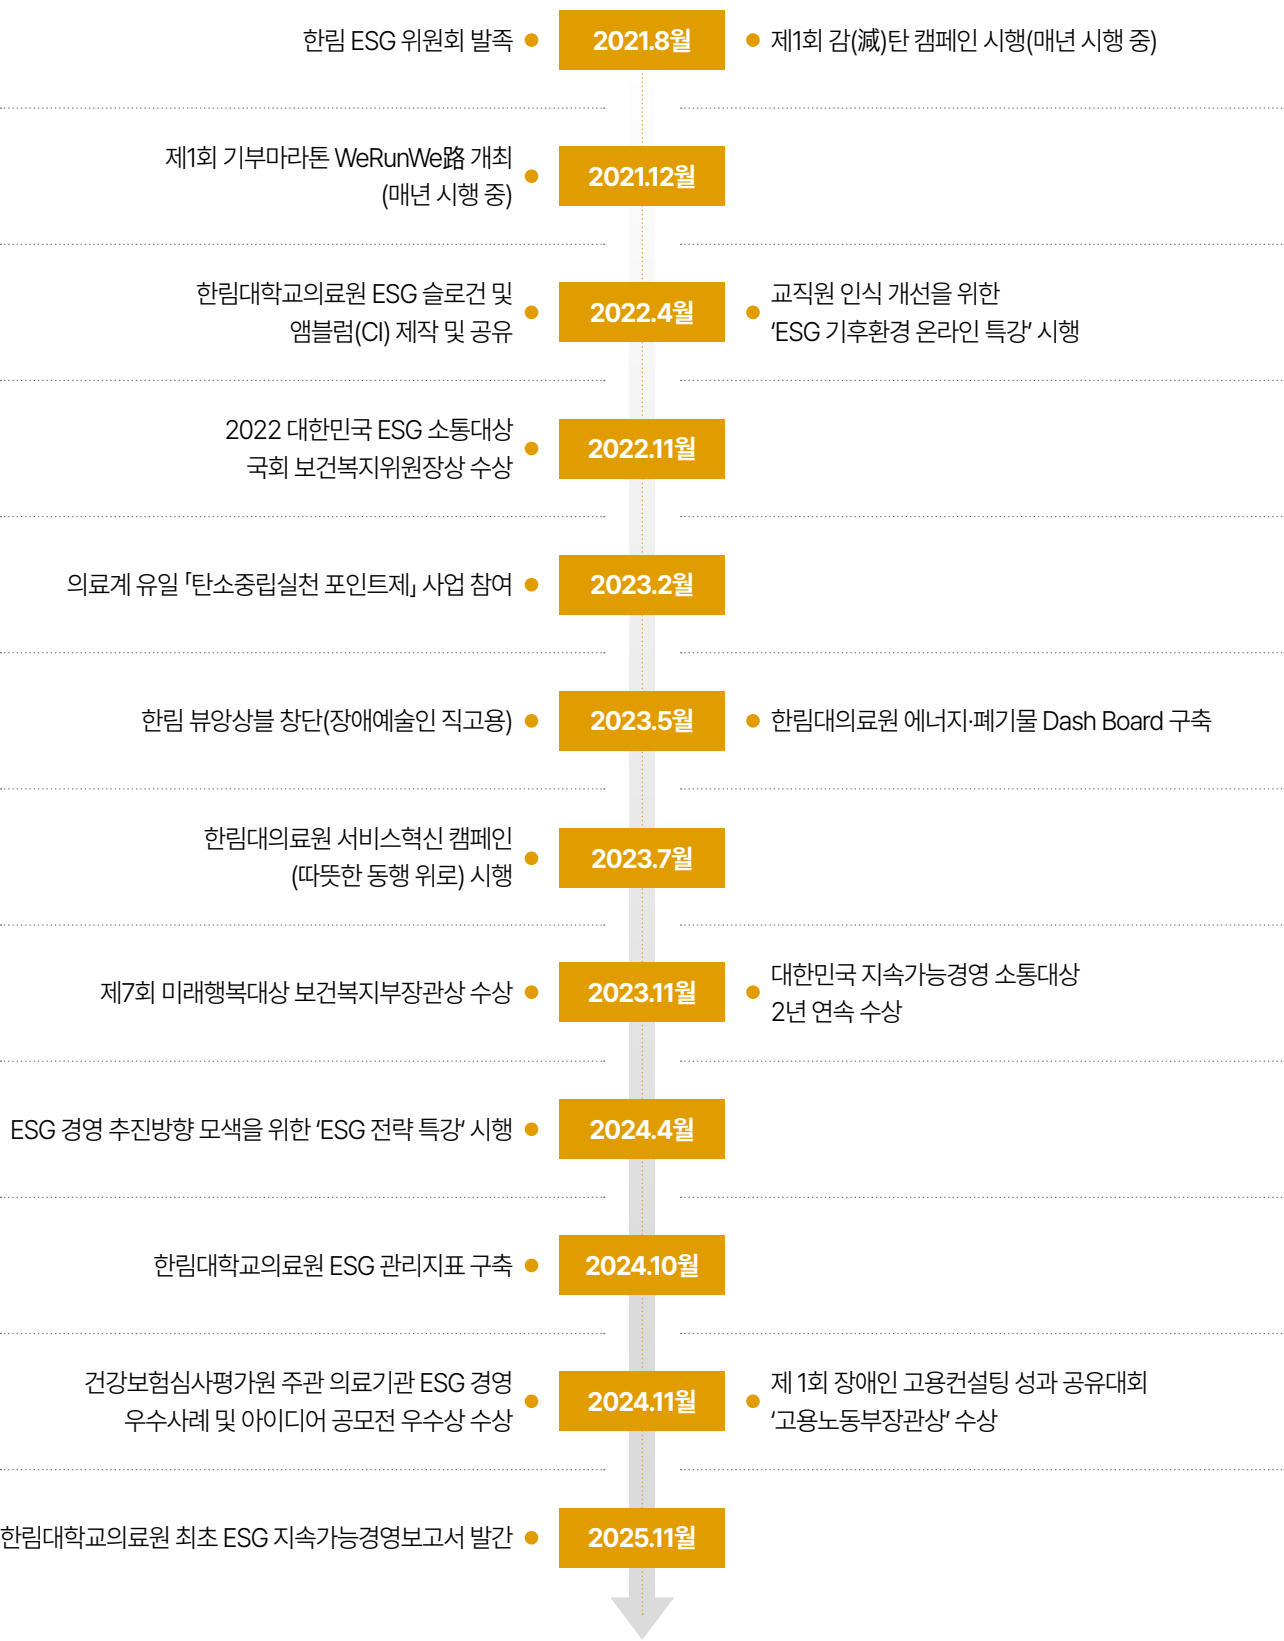 한림 ESG 위원회 발족
2021.8월
제1회 감(減)탄 캠페인 시행(매년 시행 중)
제1회 기부마라톤 WeRunWe路 개최
(매년 시행 중)
2021.12월
한림대학교의료원 ESG 슬로건 및
앰블럼(CI) 제작 및 공유
2022.4월
교직원 인식 개선을 위한
‘ESG 기후환경 온라인 특강’ 시행
2022 대한민국 ESG 소통대상
국회 보건복지위원장상 수상
2022.11월
의료계 유일 「탄소중립실천 포인트제」 사업 참여
2023.2월
한림 뷰앙상블 창단(장애예술인 직고용)
2023.5월
한림대의료원 에너지·폐기물 Dash Board 구축
한림대의료원 서비스혁신 캠페인
(따뜻한 동행 위로) 시행
2023.7월
제7회 미래행복대상 보건복지부장관상 수상
2023.11월
대한민국 지속가능경영 소통대상
2년 연속 수상
ESG 경영 추진방향 모색을 위한 ‘ESG 전략 특강‘ 시행
2024.4월
한림대학교의료원 ESG 관리지표 구축
2024.10월
건강보험심사평가원 주관 의료기관 ESG 경영
우수사례 및 아이디어 공모전 우수상 수상
2024.11월
제 1회 장애인 고용컨설팅 성과 공유대회
‘고용노동부장관상’ 수상
한림대학교의료원 최초 ESG 지속가능경영보고서 발간
2025.11월